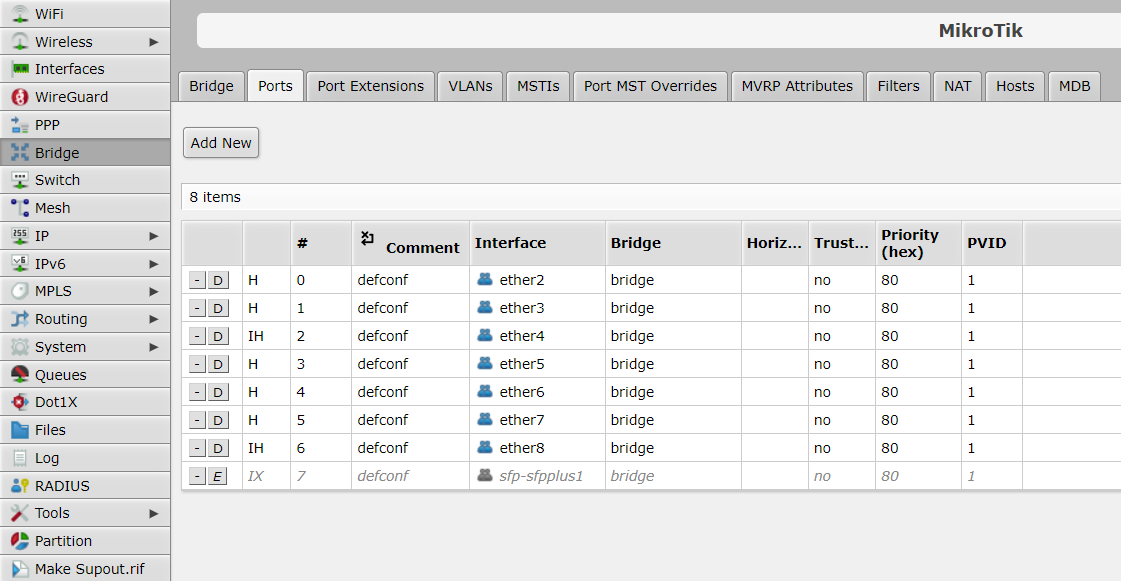 MikroTik
WiFi
Wireless
Interfaces
WireGuard
PPP
Bridge
Switch
Mesh
IP
IPv6
MPLS
Routing
System
Queues
Dot1X
Files
Log
RADIUS
Tools
Partition
Make Supout.rif
Bridge Ports Port Extensions VLANs MSTIs Port MST Overrides MVRP Attributes Filters NAT Hosts MDB
Add New
8 items
# Comment Interface Bridge Horiz... Trust... Priority (hex) PVID
- D H 0 defconf ether2 bridge no 80 1
- D H 1 defconf ether3 bridge no 80 1
- D IH 2 defconf ether4 bridge no 80 1
- D H 3 defconf ether5 bridge no 80 1
- D H 4 defconf ether6 bridge no 80 1
- D H 5 defconf ether7 bridge no 80 1
- D IH 6 defconf ether8 bridge no 80 1
- E IX 7 defconf sfp-sfpplus1 bridge no 80 1